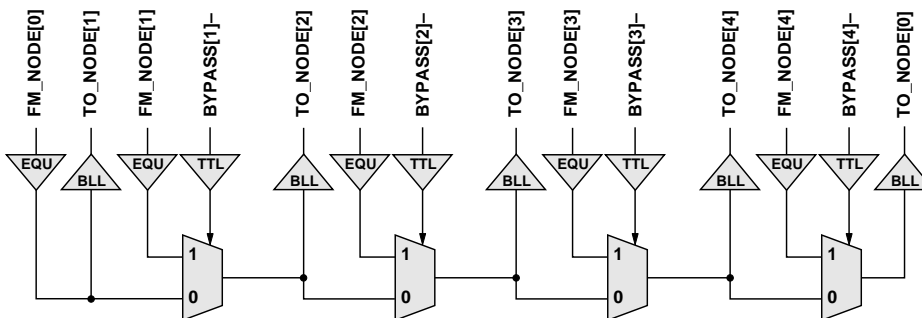 FM_NODE[0]
TO_NODE[1]
FM_NODE[1]
BYPASS[1]–
TO_NODE[2]
FM_NODE[2]
BYPASS[2]–
TO_NODE[3]
FM_NODE[3]
BYPASS[3]–
TO_NODE[4]
FM_NODE[4]
BYPASS[4]–
TO_NODE[0]
EQU
BLL
EQU
TTL
BLL
EQU
TTL
BLL
EQU
TTL
BLL
EQU
TTL
BLL
1
1
1
1
0
0
0
0